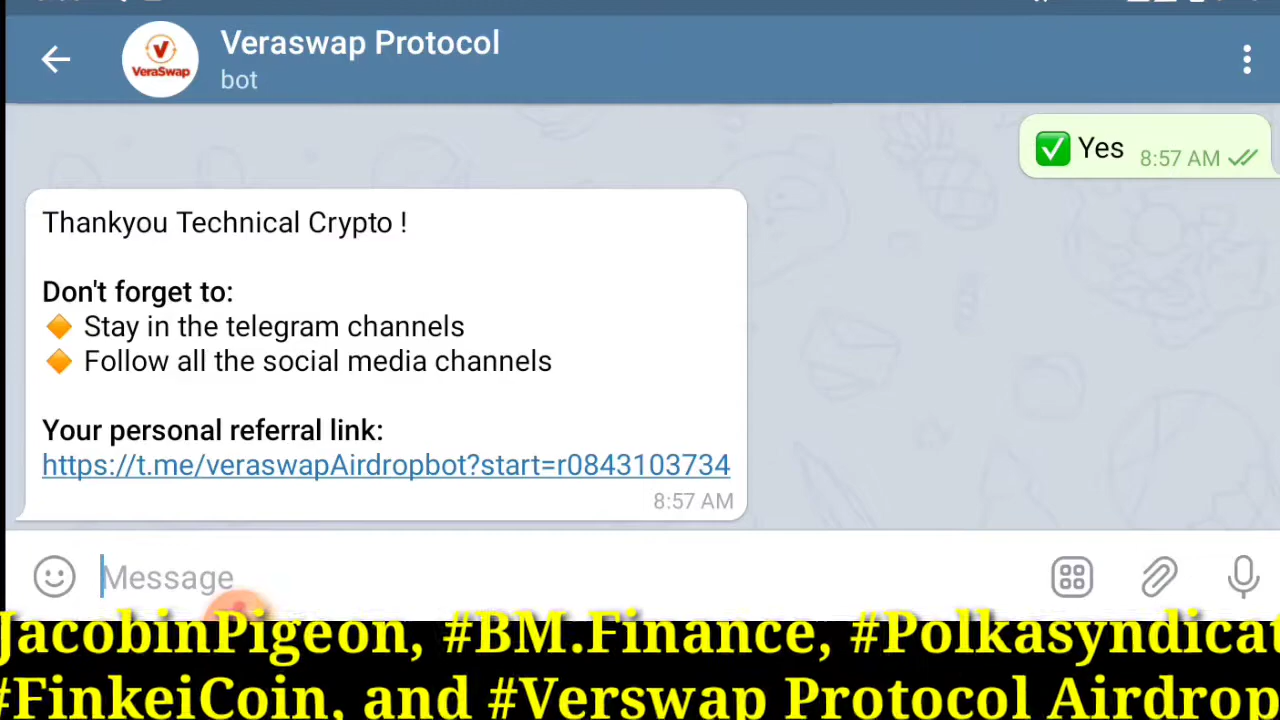 Veraswap Protocol
VeraSwap
bot
Yes
8:57 AM
Thankyou Technical Crypto !
Don't forget to:
Stay in the telegram channels
Follow all the social media channels
Your personal referral link:
https://t.me/veraswapAirdropbot?start=r0843103734
8:57 AM
Message
JacobinPigeon, #BM.Finance, #Polkasyndicat
#FinkeiCoin, and #Verswap Protocol Airdrop